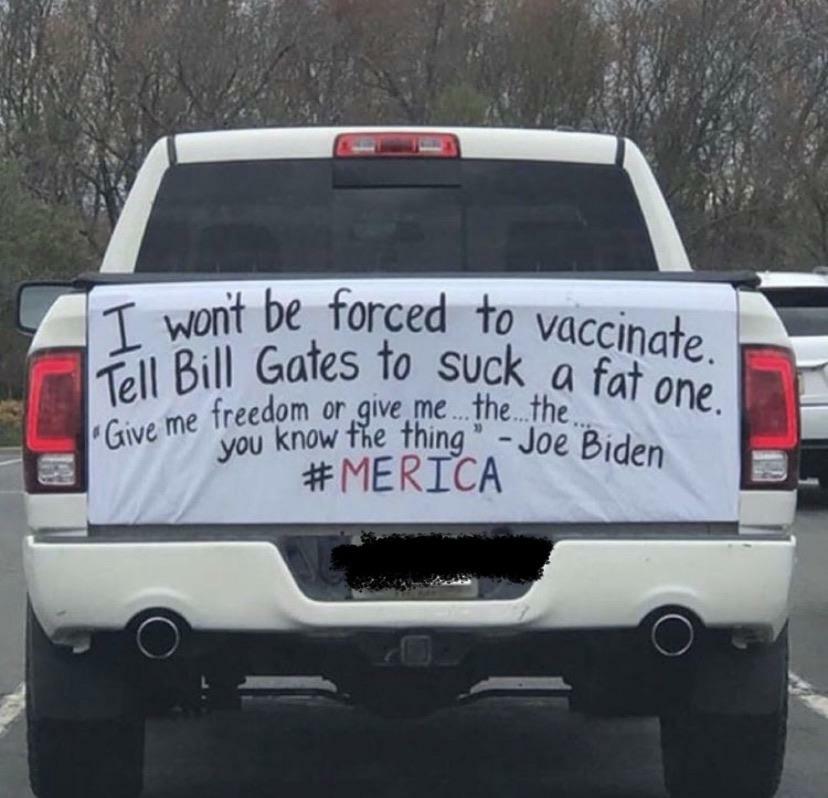 I won't be forced to vaccinate.
Tell Bill Gates to suck a fat one.
"Give me freedom or give me...the...the...
you know the thing" - Joe Biden
#MERICA